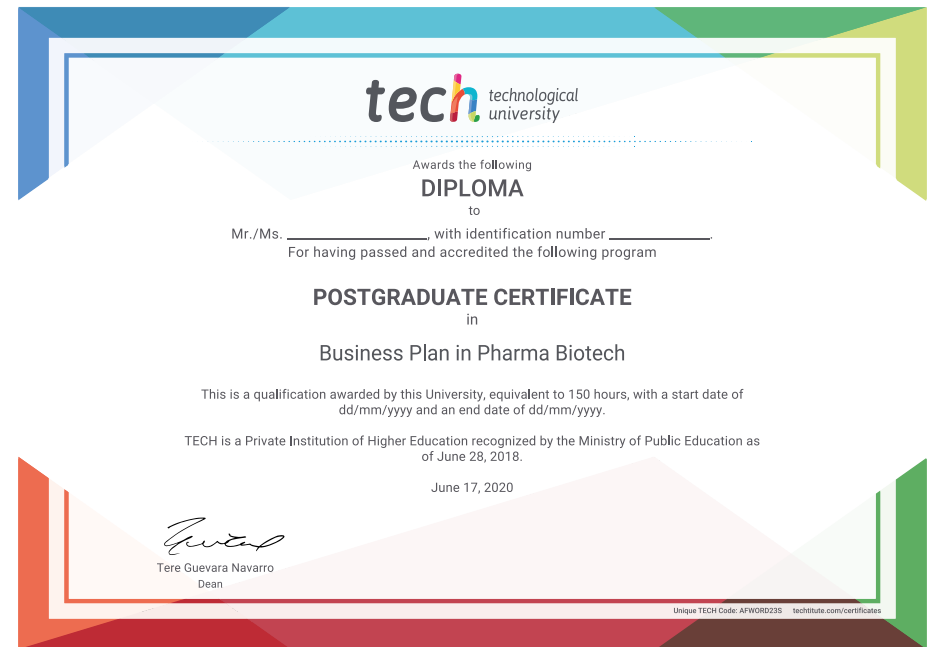 tech technological
university
Awards the following
DIPLOMA
to
Mr./Ms. ____________________, with identification number ______________.
For having passed and accredited the following program
POSTGRADUATE CERTIFICATE
in
Business Plan in Pharma Biotech
This is a qualification awarded by this University, equivalent to 150 hours, with a start date of
dd/mm/yyyy and an end date of dd/mm/yyyy.
TECH is a Private Institution of Higher Education recognized by the Ministry of Public Education as
of June 28, 2018.
June 17, 2020
Tere Guevara Navarro
Dean
Unique TECH Code: AFWORD23S techtitute.com/certificates